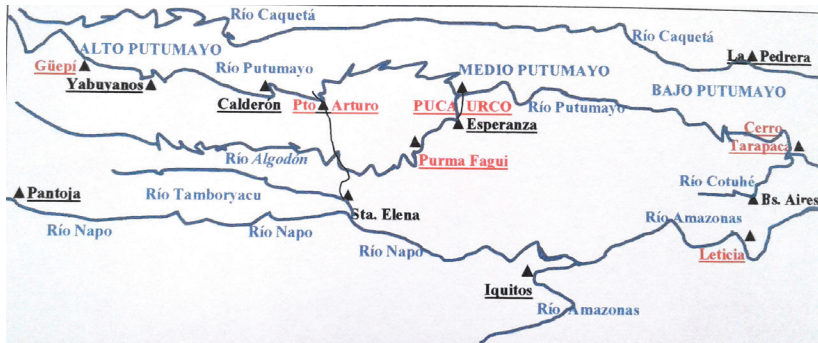 Río Caquetá
Río Caquetá
ALTO PUTUMAYO
La Pedrera
Güepí
Yabuyanos
Río Putumayo
MEDIO PUTUMAYO
BAJO PUTUMAYO
Calderón
Pto Arturo
PUCA URCO
Río Putumayo
Esperanza
Cerro
Tarapacá
Purma Fagui
Río Algodón
Río Cotuhé
Pantoja
Río Tamboryacu
Sta. Elena
Bs. Aires
Río Napo
Río Napo
Río Napo
Río Amazonas
Leticia
Iquitos
Río Amazonas